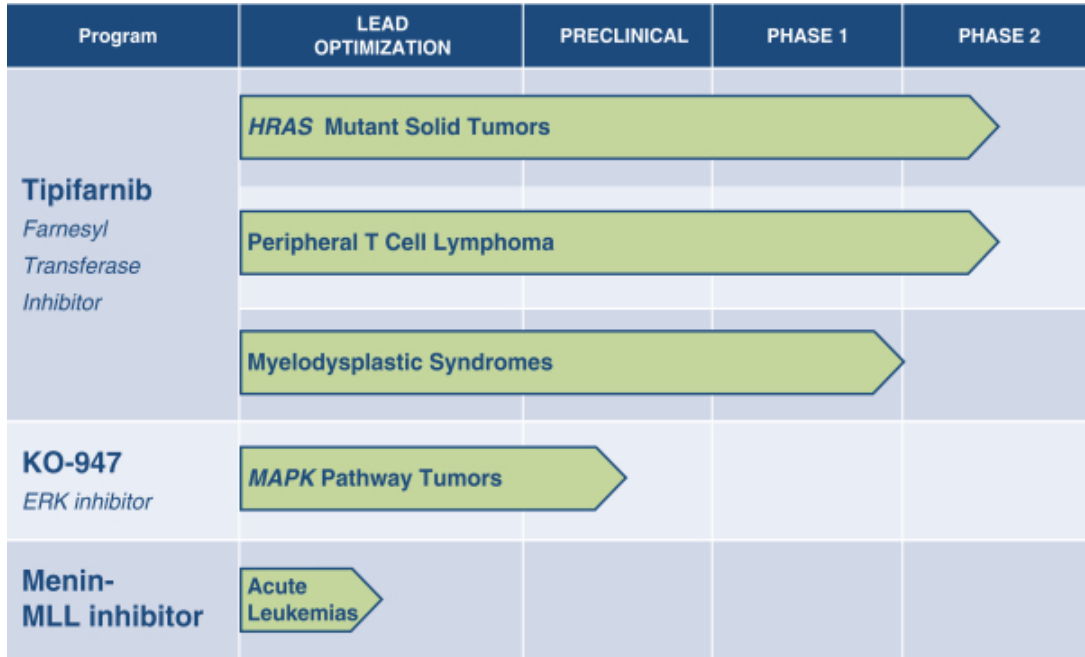 Program
LEAD
OPTIMIZATION
PRECLINICAL
PHASE 1
PHASE 2
Tipifarnib
Farnesyl
Transferase
Inhibitor
HRAS Mutant Solid Tumors
Peripheral T Cell Lymphoma
Myelodysplastic Syndromes
KO-947
ERK inhibitor
MAPK Pathway Tumors
Menin-
MLL inhibitor
Acute
Leukemias